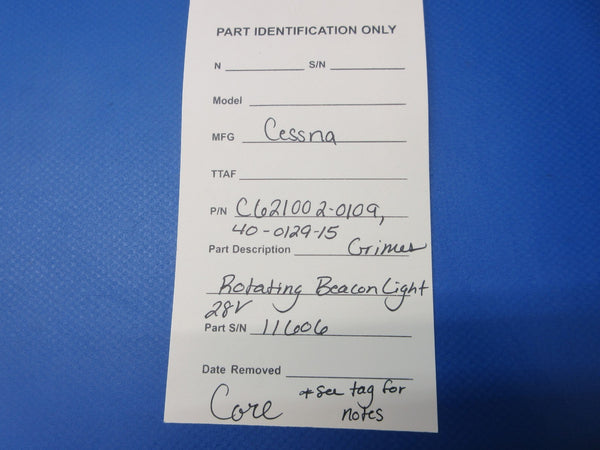 PART IDENTIFICATION ONLY
N S/N
Model
MFG Cessna
TTAF
P/N C621002-0109,
40-0129-15
Part Description Grimes
Rotating Beacon Light
28V
Part S/N 11606
Date Removed
Core *see tag for
notes